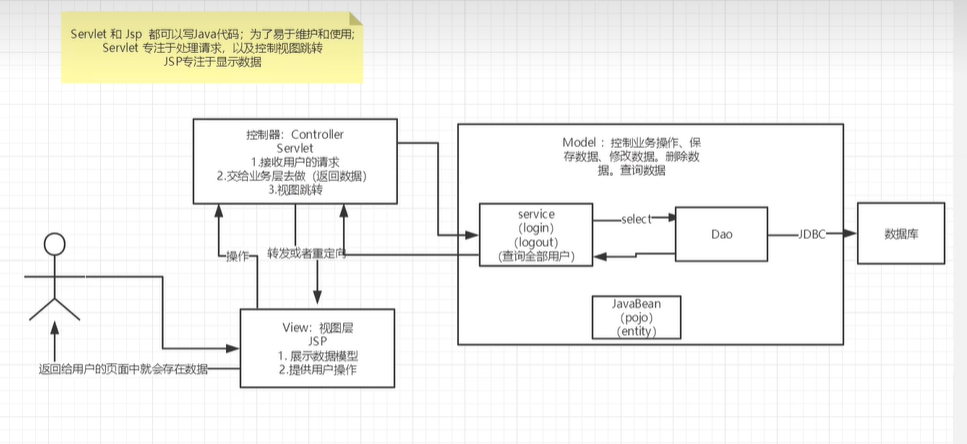 Servlet 和 Jsp 都可以写Java代码；为了易于维护和使用;
Servlet 专注于处理请求，以及控制视图跳转
JSP专注于显示数据
控制器：Controller
Servlet
1.接收用户的请求
2.交给业务层去做（返回数据）
3.视图跳转
Model ：控制业务操作、保
存数据、修改数据。删除数
据。查询数据
service
(login)
(logout)
(查询全部用户)
select
Dao
JDBC
数据库
操作
转发或者重定向
JavaBean
(pojo)
(entity)
View：视图层
JSP
1. 展示数据模型
2.提供用户操作
返回给用户的页面中就会存在数据